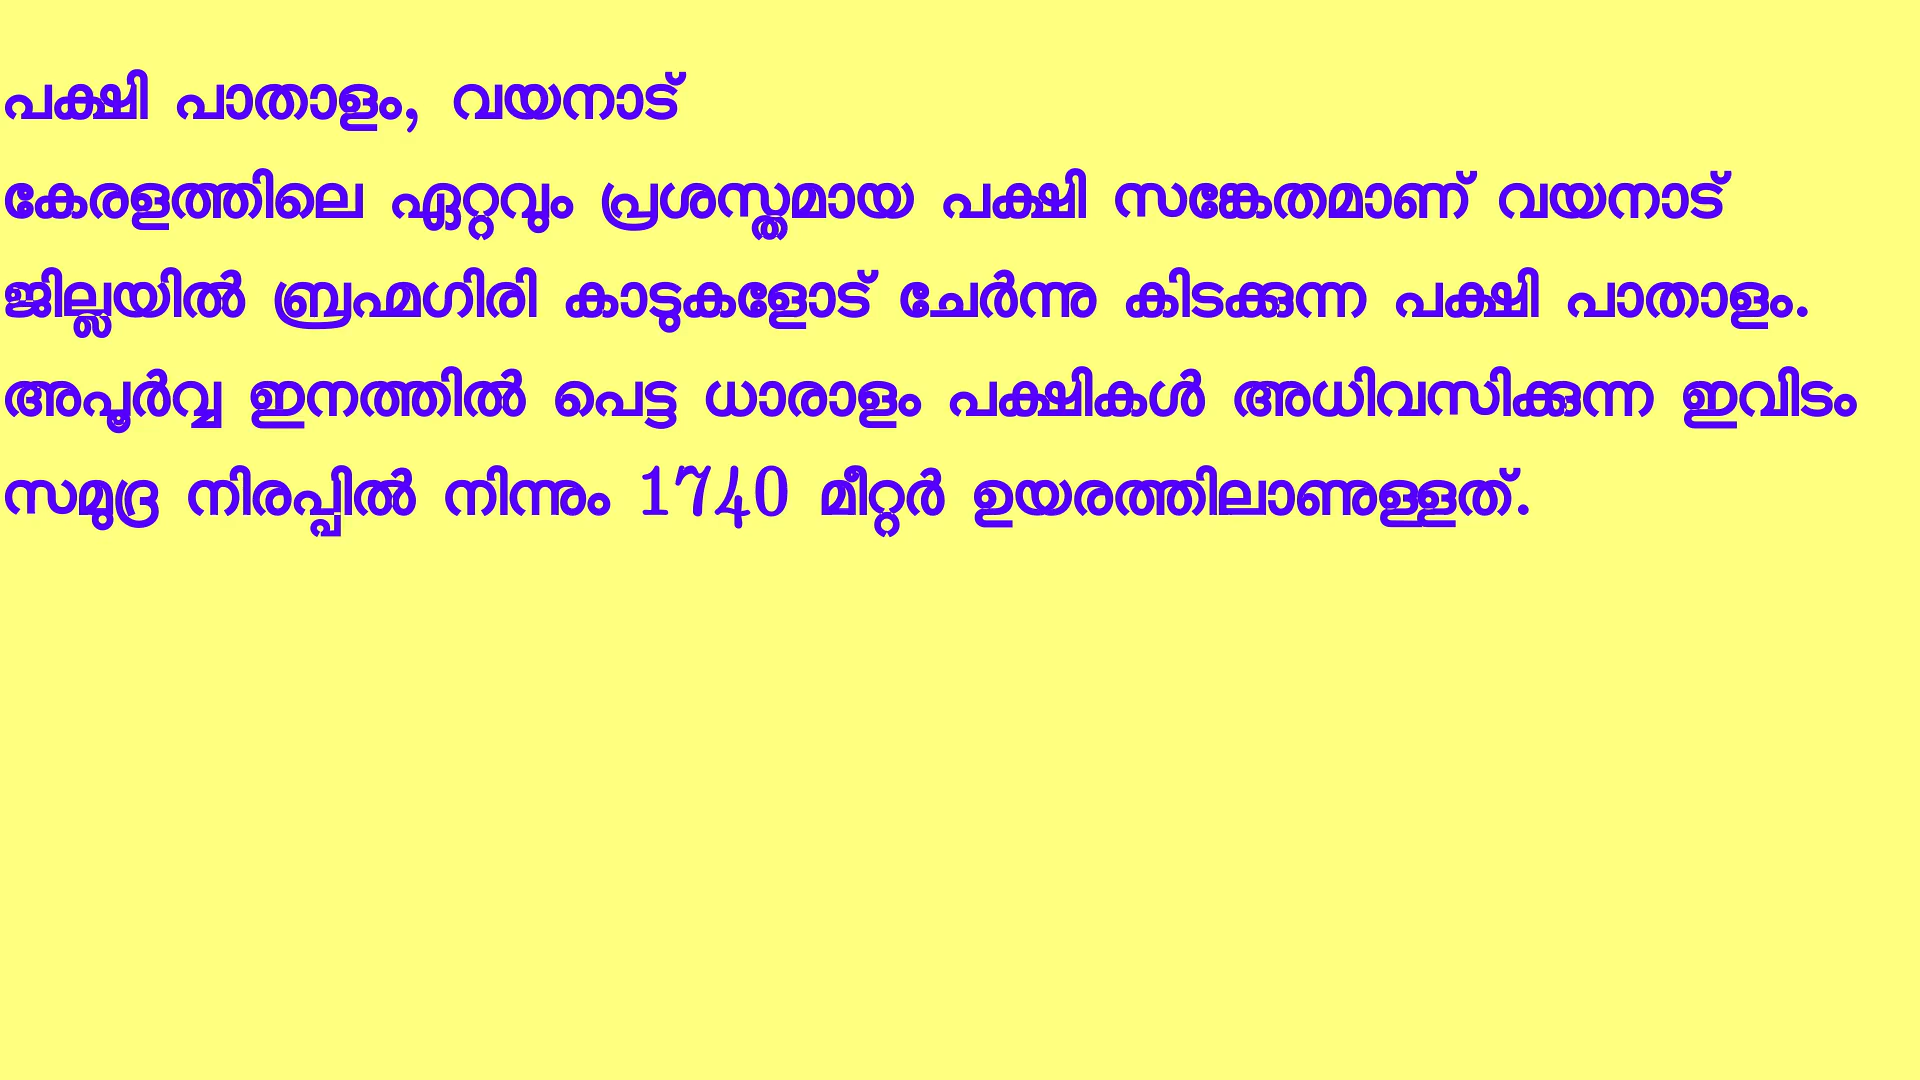 പക്ഷി പാതാളം, വയനാട്
കേരളത്തിലെ ഏറ്റവും പ്രശസ്തമായ പക്ഷി സങ്കേതമാണ് വയനാട്
ജില്ലയിൽ ബ്രഹ്മഗിരി കാടുകളോട് ചേർന്നു കിടക്കുന്ന പക്ഷി പാതാളം.
അപൂർവ്വ ഇനത്തിൽ പെട്ട ധാരാളം പക്ഷികൾ അധിവസിക്കുന്ന ഇവിടം
സമുദ്ര നിരപ്പിൽ നിന്നും 1740 മീറ്റർ ഉയരത്തിലാണുള്ളത്.